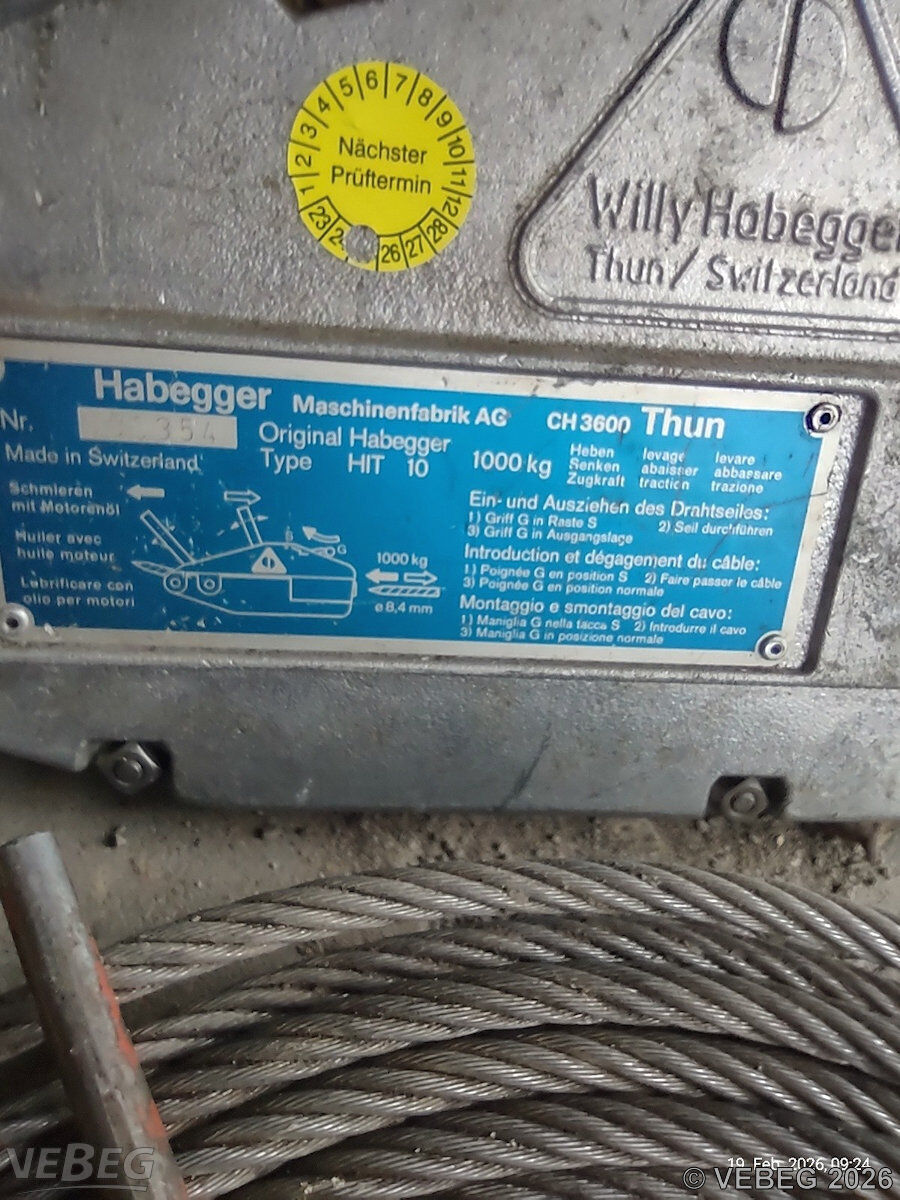 1 2 3 4 5 6 7 8 9 10 11 12
Nächster
Prüftermin
23 26 27 28
Willy Habegger
Thun / Switzerland
Habegger Maschinenfabrik AG CH 3600 Thun
Nr. 354
Made in Switzerland
Original Habegger
Type HIT 10 1000 kg
Heben levage levare
Senken abaisser abbassare
Zugkraft traction trazione
Schmieren
mit Motorenöl
Huiler avec
huile moteur
Lubrificare con
olio per motori
S
G
1000 kg
ø 8,4 mm
Ein- und Ausziehen des Drahtseiles:
1) Griff G in Raste S 2) Seil durchführen
3) Griff G in Ausgangslage
Introduction et dégagement du câble:
1) Poignée G en position S 2) Faire passer le câble
3) Poignée G en position normale
Montaggio e smontaggio del cavo:
1) Maniglia G nella tacca S 2) Introdurre il cavo
3) Maniglia G in posizione normale
VEBEG
19. Feb. 2026, 09:24
© VEBEG 2026